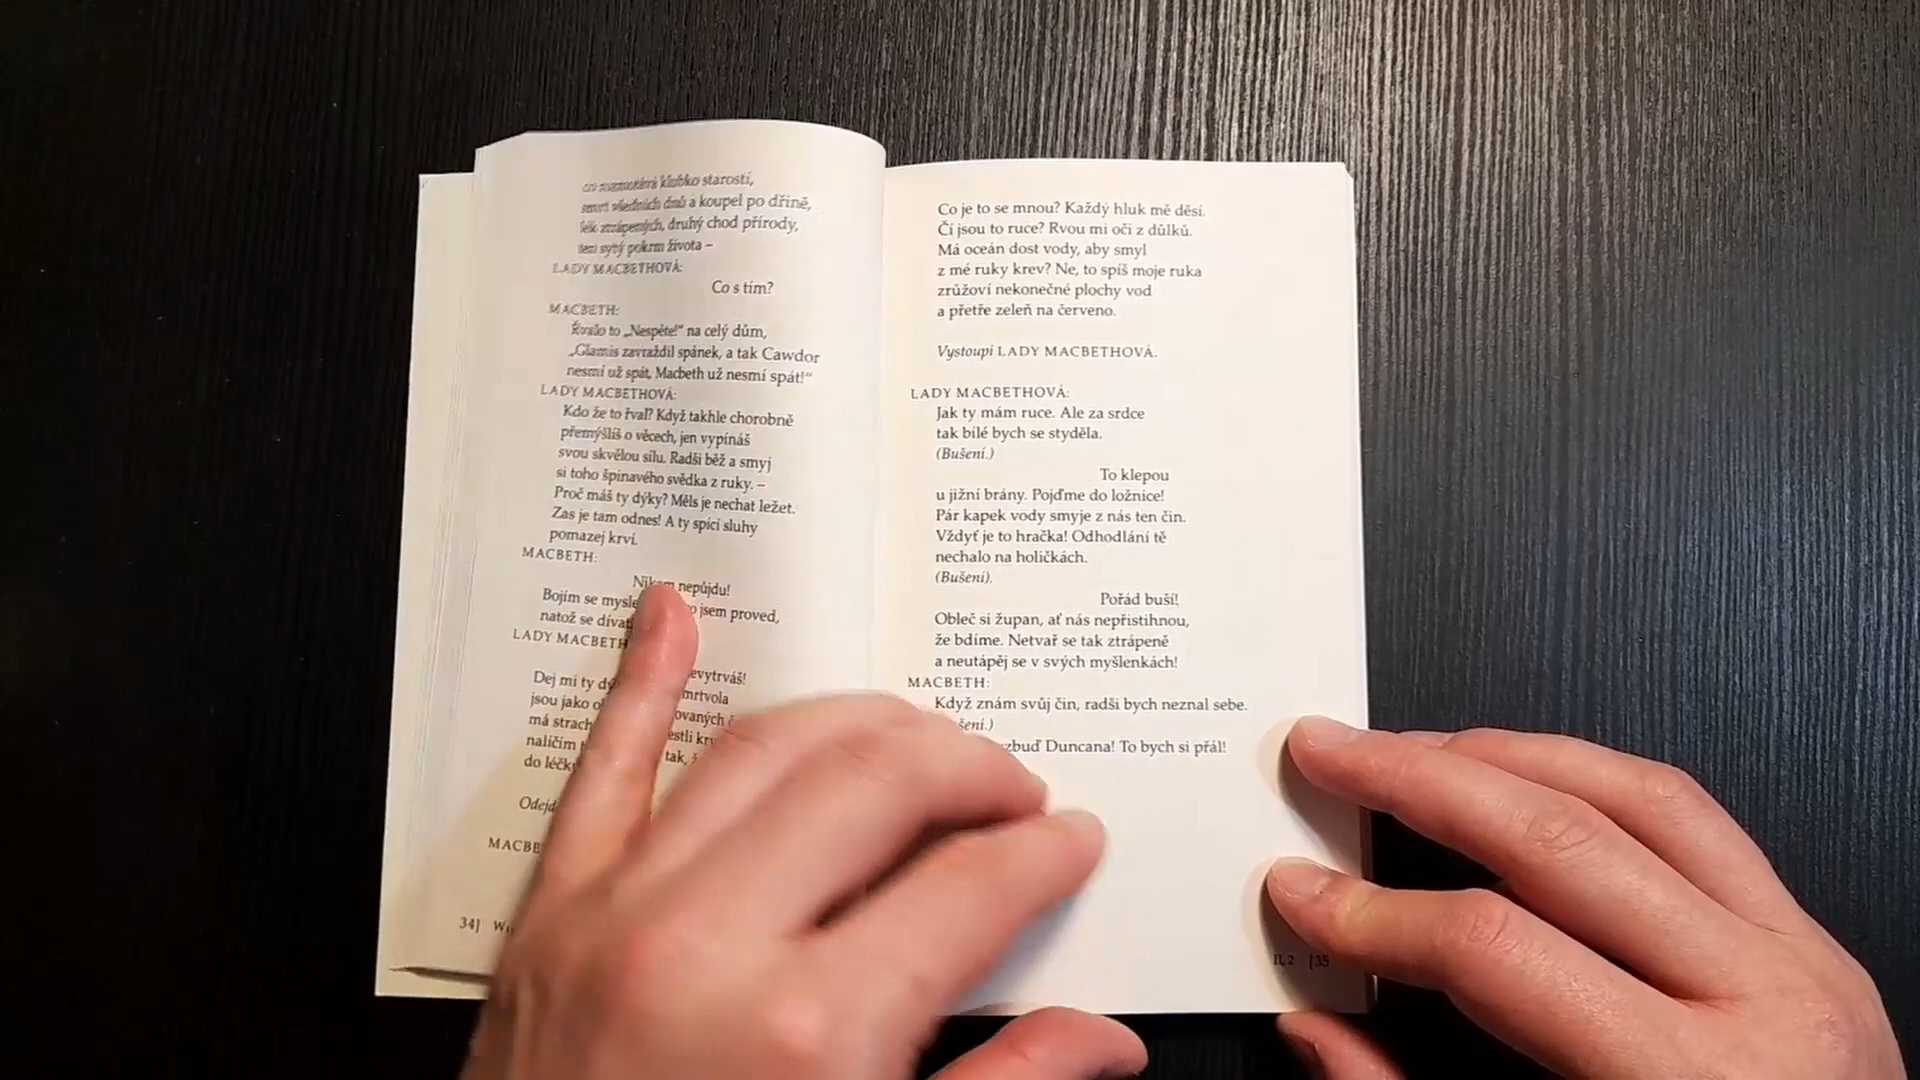 co rozmotává klubko starostí,
smrt všedních dnů a koupel po dřině,
lék ztrápených, druhý chod přírody,
ten sytý pokrm života –
LADY MACBETHOVÁ:
Co s tím?
MACBETH:
Řvalo to „Nespěte!“ na celý dům,
„Glamis zavraždil spánek, a tak Cawdor
nesmí už spát, Macbeth už nesmí spát!“
LADY MACBETHOVÁ:
Kdo že to řval? Když takhle chorobně
přemýšlíš o věcech, jen vypínáš
svou skvělou sílu. Radši běž a smyj
si toho špinavého svědka z ruky. –
Proč máš ty dýky? Měls je nechat ležet.
Zas je tam odnes! A ty spící sluhy
pomazej krví.
MACBETH:
Nikam nepůjdu!
Bojím se jsem proved,
natož se
LADY
Dej mi ty
jsou jako mrtvola
má strach
do
34]
Co je to se mnou? Každý hluk mě děsí.
Čí jsou to ruce? Rvou mi oči z důlků.
Má oceán dost vody, aby smyl
z mé ruky krev? Ne, to spíš moje ruka
zrůžoví nekonečné plochy vod
a přetře zeleň na červeno.
Vystoupí LADY MACBETHOVÁ.
LADY MACBETHOVÁ:
Jak ty mám ruce. Ale za srdce
tak bílé bych se styděla.
(Bušení.)
To klepou
u jižní brány. Pojďme do ložnice!
Pár kapek vody smyje z nás ten čin.
Vždyť je to hračka! Odhodlání tě
nechalo na holičkách.
(Bušení).
Pořád buší!
Obleč si župan, ať nás nepřistihnou,
že bdíme. Netvař se tak ztrápeně
a neutápěj se v svých myšlenkách!
MACBETH:
Když znám svůj čin, radši bych neznal sebe.
Duncana! To bych si přál!
II, 2 [35